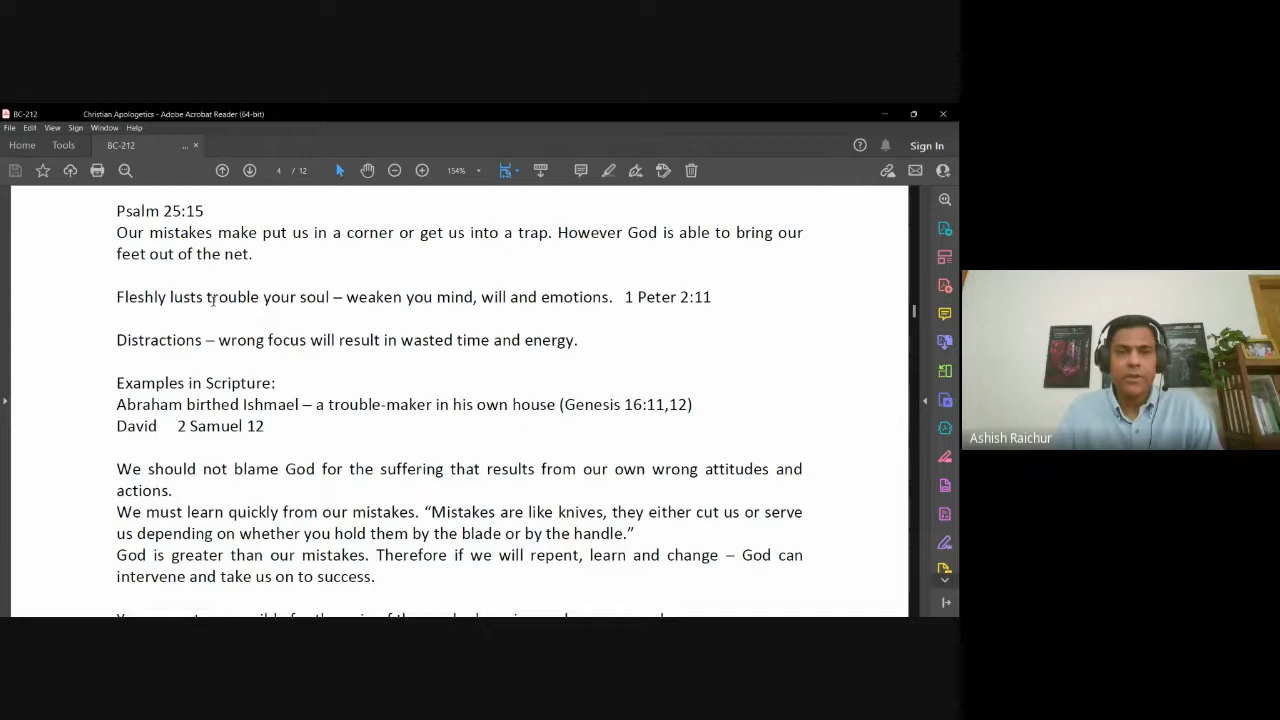 BC-212 Christian Apologetics - Adobe Acrobat Reader (64-bit)
File Edit View Sign Window Help
Home Tools BC-212 ... × Sign In
4 / 12 154%
Psalm 25:15
Our mistakes make put us in a corner or get us into a trap. However God is able to bring our
feet out of the net.
Fleshly lusts trouble your soul – weaken you mind, will and emotions. 1 Peter 2:11
Distractions – wrong focus will result in wasted time and energy.
Examples in Scripture:
Abraham birthed Ishmael – a trouble-maker in his own house (Genesis 16:11,12)
David 2 Samuel 12
We should not blame God for the suffering that results from our own wrong attitudes and
actions.
We must learn quickly from our mistakes. “Mistakes are like knives, they either cut us or serve
us depending on whether you hold them by the blade or by the handle.”
God is greater than our mistakes. Therefore if we will repent, learn and change – God can
intervene and take us on to success.
Ashish Raichur